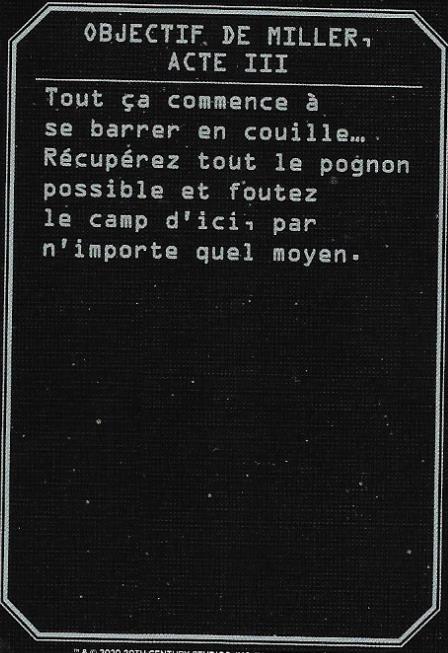 OBJECTIF DE MILLER,
ACTE III
Tout ça commence à
se barrer en couille…
Récupérez tout le pognon
possible et foutez
le camp d'ici, par
n'importe quel moyen.
™ & © 2020 20TH CENTURY STUDIOS